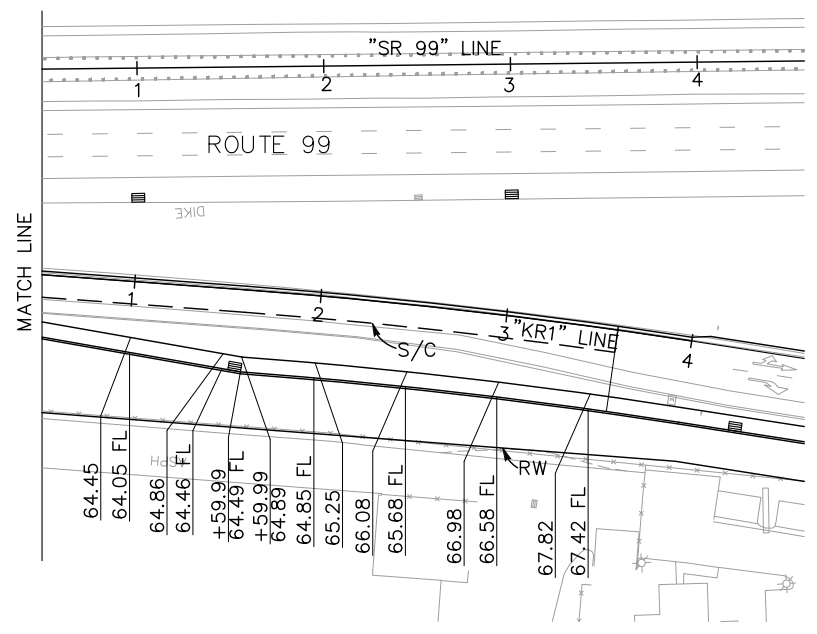 "SR 99" LINE
1 2 3 4
ROUTE 99
DIKE
MATCH LINE
1 2 3 "KR1" LINE 4
S/C
RW
ASPH
64.45
64.05 FL
64.86
64.46 FL
+59.99
64.49 FL
+59.99
64.89
64.85 FL
65.25
66.08
65.68 FL
66.98
66.58 FL
67.82
67.42 FL